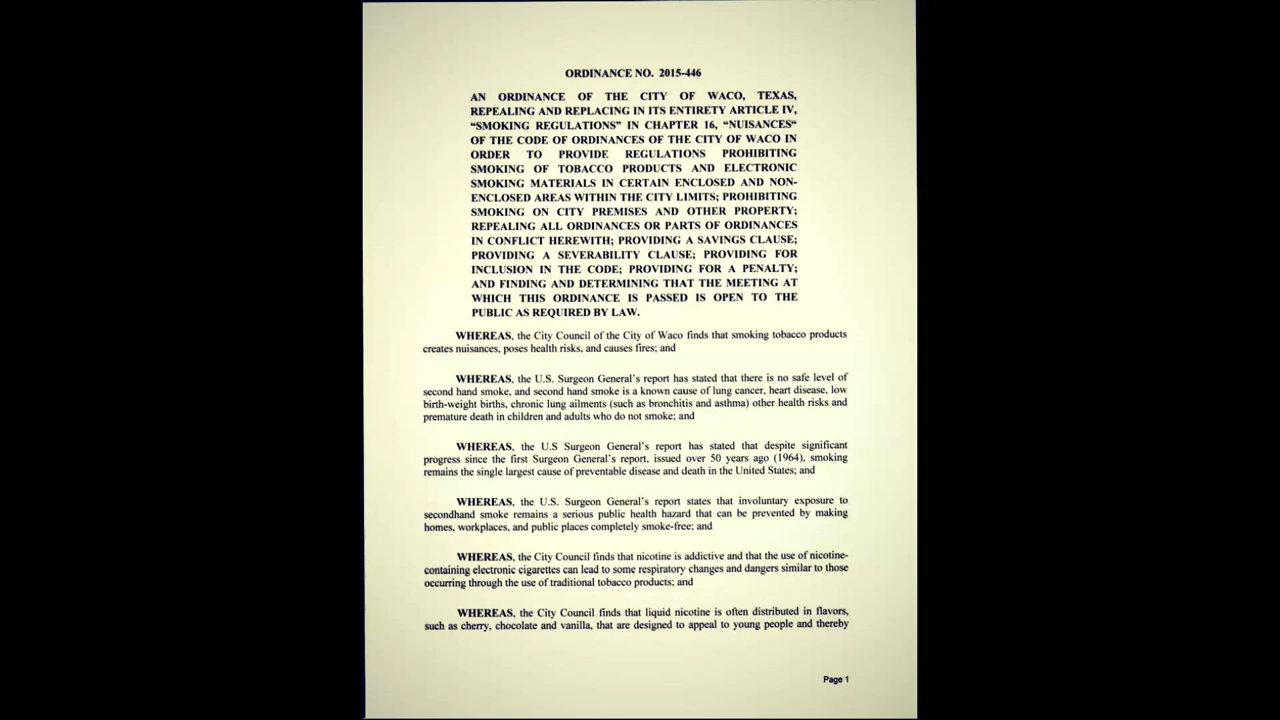 ORDINANCE NO. 2015-446
AN ORDINANCE OF THE CITY OF WACO, TEXAS,
REPEALING AND REPLACING IN ITS ENTIRETY ARTICLE IV,
“SMOKING REGULATIONS” IN CHAPTER 16, “NUISANCES“
OF THE CODE OF ORDINANCES OF THE CITY OF WACO IN
ORDER TO PROVIDE REGULATIONS PROHIBITING
SMOKING OF TOBACCO PRODUCTS AND ELECTRONIC
SMOKING MATERIALS IN CERTAIN ENCLOSED AND NON-
ENCLOSED AREAS WITHIN THE CITY LIMITS; PROHIBITING
SMOKING ON CITY PREMISES AND OTHER PROPERTY;
REPEALING ALL ORDINANCES OR PARTS OF ORDINANCES
IN CONFLICT HEREWITH; PROVIDING A SAVINGS CLAUSE;
PROVIDING A SEVERABILITY CLAUSE; PROVIDING FOR
INCLUSION IN THE CODE; PROVIDING FOR A PENALTY;
AND FINDING AND DETERMINING THAT THE MEETING AT
WHICH THIS ORDINANCE IS PASSED IS OPEN TO THE
PUBLIC AS REQUIRED BY LAW.
WHEREAS, the City Council of the City of Waco finds that smoking tobacco products
creates nuisances, poses health risks, and causes fires; and
WHEREAS, the U.S. Surgeon General’s report has stated that there is no safe level of
second hand smoke, and second hand smoke is a known cause of lung cancer, heart disease, low
birth-weight births, chronic lung ailments (such as bronchitis and asthma) other health risks and
premature death in children and adults who do not smoke; and
WHEREAS, the U.S Surgeon General’s report has stated that despite significant
progress since the first Surgeon General’s report, issued over 50 years ago (1964), smoking
remains the single largest cause of preventable disease and death in the United States; and
WHEREAS, the U.S. Surgeon General’s report states that involuntary exposure to
secondhand smoke remains a serious public health hazard that can be prevented by making
homes, workplaces, and public places completely smoke-free; and
WHEREAS, the City Council finds that nicotine is addictive and that the use of nicotine-
containing electronic cigarettes can lead to some respiratory changes and dangers similar to those
occurring through the use of traditional tobacco products; and
WHEREAS, the City Council finds that liquid nicotine is often distributed in flavors,
such as cherry, chocolate and vanilla, that are designed to appeal to young people and thereby
Page 1